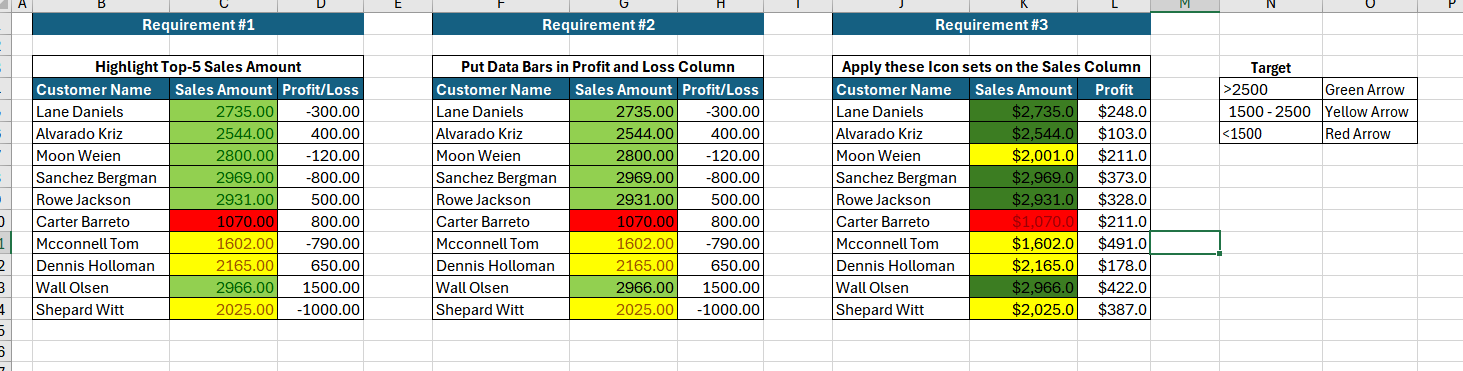 A B C D E F G H I J K L M N O P
Requirement #1 Requirement #2 Requirement #3
Highlight Top-5 Sales Amount Put Data Bars in Profit and Loss Column Apply these Icon sets on the Sales Column Target
Customer Name Sales Amount Profit/Loss Customer Name Sales Amount Profit/Loss Customer Name Sales Amount Profit >2500 Green Arrow
Lane Daniels 2735.00 -300.00 Lane Daniels 2735.00 -300.00 Lane Daniels $2,735.0 $248.0 1500 - 2500 Yellow Arrow
Alvarado Kriz 2544.00 400.00 Alvarado Kriz 2544.00 400.00 Alvarado Kriz $2,544.0 $103.0 <1500 Red Arrow
Moon Weien 2800.00 -120.00 Moon Weien 2800.00 -120.00 Moon Weien $2,001.0 $211.0
Sanchez Bergman 2969.00 -800.00 Sanchez Bergman 2969.00 -800.00 Sanchez Bergman $2,969.0 $373.0
Rowe Jackson 2931.00 500.00 Rowe Jackson 2931.00 500.00 Rowe Jackson $2,931.0 $328.0
Carter Barreto 1070.00 800.00 Carter Barreto 1070.00 800.00 Carter Barreto $1,070.0 $211.0
Mcconnell Tom 1602.00 -790.00 Mcconnell Tom 1602.00 -790.00 Mcconnell Tom $1,602.0 $491.0
Dennis Holloman 2165.00 650.00 Dennis Holloman 2165.00 650.00 Dennis Holloman $2,165.0 $178.0
Wall Olsen 2966.00 1500.00 Wall Olsen 2966.00 1500.00 Wall Olsen $2,966.0 $422.0
Shepard Witt 2025.00 -1000.00 Shepard Witt 2025.00 -1000.00 Shepard Witt $2,025.0 $387.0